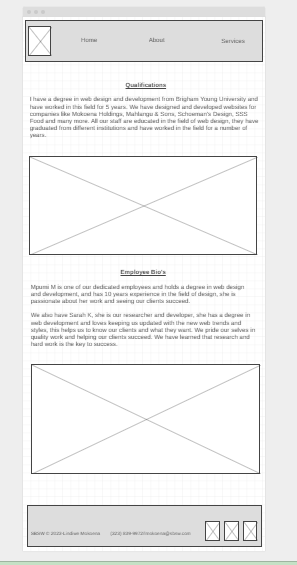 Home About Services
Qualifications
I have a degree in web design and development from Brigham Young University and
have worked in this field for 5 years. We have designed and developed websites for
companies like Mokoena Holdings, Mahlangu & Sons, Schoeman's Design, SSS
Food and many more. All our staff are educated in the field of web design, they have
graduated from different institutions and have worked in the field for a number of
years.
Employee Bio's
Mpumi M is one of our dedicated employees and holds a degree in web design
and development, and has 10 years experience in the field of design, she is
passionate about her work and seeing our clients succeed.
We also have Sarah K, she is our researcher and developer, she has a degree in
web development and loves keeping us updated with the new web trends and
styles, this helps us to know our clients and what they want. We pride our selves in
quality work and helping our clients succeed. We have learned that research and
hard work is the key to success.
Mokoena